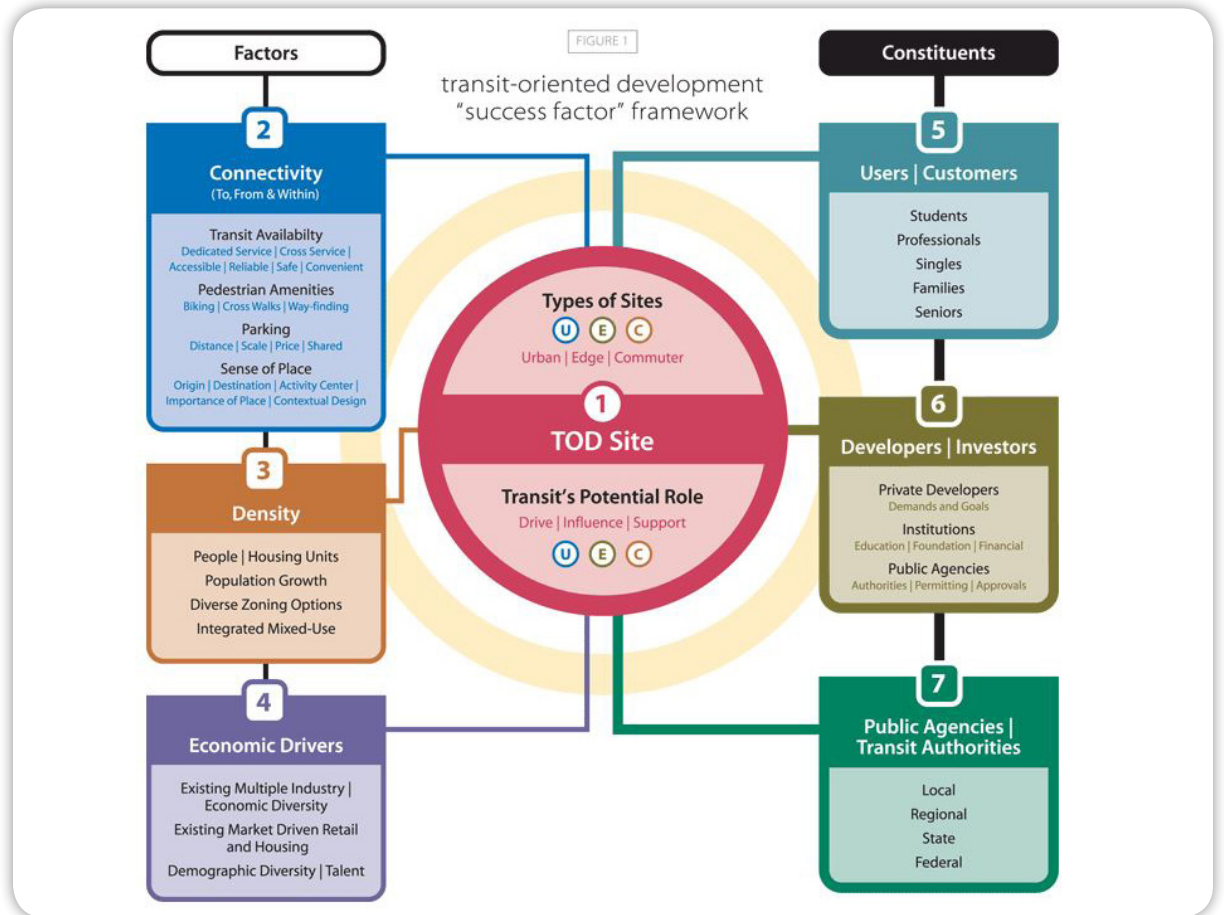 FIGURE 1
transit-oriented development
“success factor” framework
Factors
2
Connectivity
(To, From & Within)
Transit Availabilty
Dedicated Service | Cross Service |
Accessible | Reliable | Safe | Convenient
Pedestrian Amenities
Biking | Cross Walks | Way-finding
Parking
Distance | Scale | Price | Shared
Sense of Place
Origin | Destination | Activity Center |
Importance of Place | Contextual Design
3
Density
People | Housing Units
Population Growth
Diverse Zoning Options
Integrated Mixed-Use
4
Economic Drivers
Existing Multiple Industry |
Economic Diversity
Existing Market Driven Retail
and Housing
Demographic Diversity | Talent
Types of Sites
U E C
Urban | Edge | Commuter
1
TOD Site
Transit’s Potential Role
Drive | Influence | Support
U E C
Constituents
5
Users | Customers
Students
Professionals
Singles
Families
Seniors
6
Developers | Investors
Private Developers
Demands and Goals
Institutions
Education | Foundation | Financial
Public Agencies
Authorities | Permitting | Approvals
7
Public Agencies |
Transit Authorities
Local
Regional
State
Federal